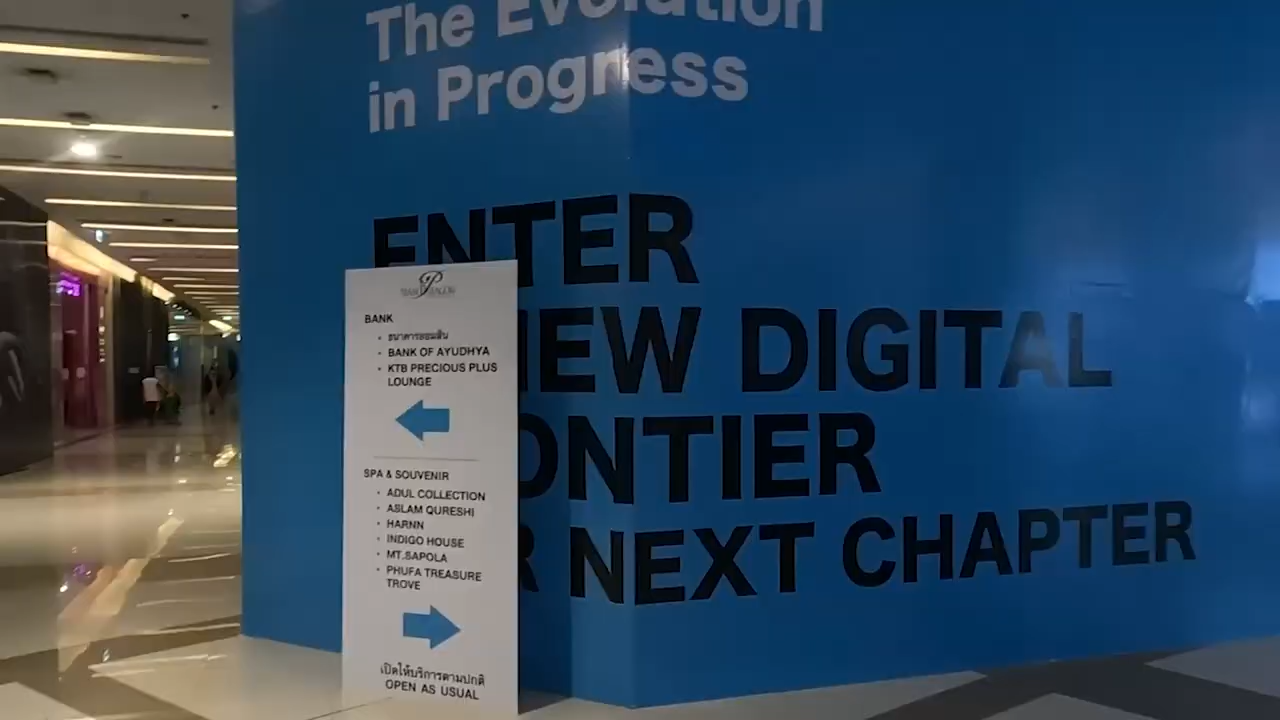 The Evolution
in Progress
ENTER
NEW DIGITAL
ONTIER
R NEXT CHAPTER
SIAM PARAGON
BANK
• ธนาคารออมสิน
• BANK OF AYUDHYA
• KTB PRECIOUS PLUS
LOUNGE
SPA & SOUVENIR
• ADUL COLLECTION
• ASLAM QURESHI
• HARNN
• INDIGO HOUSE
• MT.SAPOLA
• PHUFA TREASURE
TROVE
เปิดให้บริการตามปกติ
OPEN AS USUAL